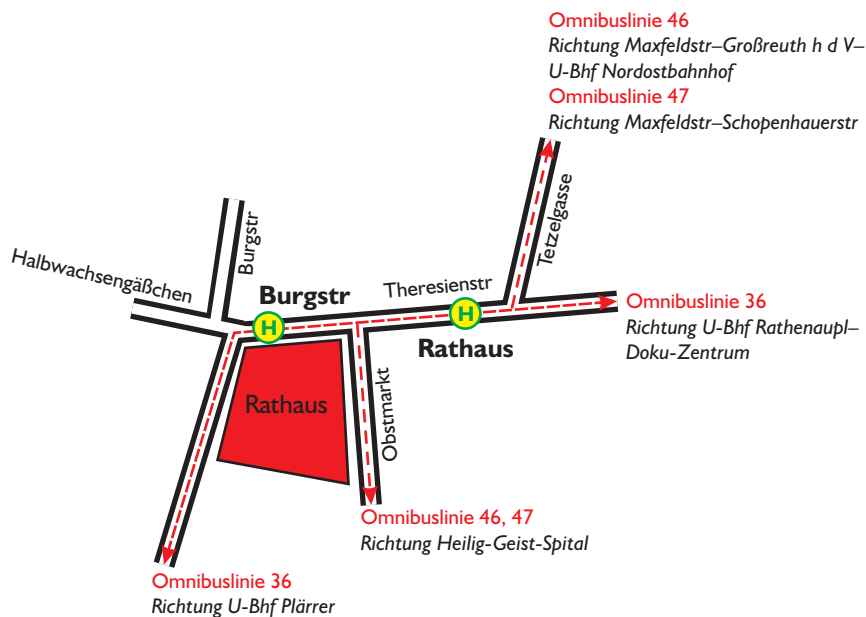 Omnibuslinie 46
Richtung Maxfeldstr–Großreuth h d V–
U-Bhf Nordostbahnhof
Omnibuslinie 47
Richtung Maxfeldstr–Schopenhauerstr
Tetzelgasse
Burgstr
Halbwachsengäßchen
Burgstr
Theresienstr
H
H
Rathaus
Omnibuslinie 36
Richtung U-Bhf Rathenaupl–
Doku-Zentrum
Rathaus
Obstmarkt
Omnibuslinie 46, 47
Richtung Heilig-Geist-Spital
Omnibuslinie 36
Richtung U-Bhf Plärrer